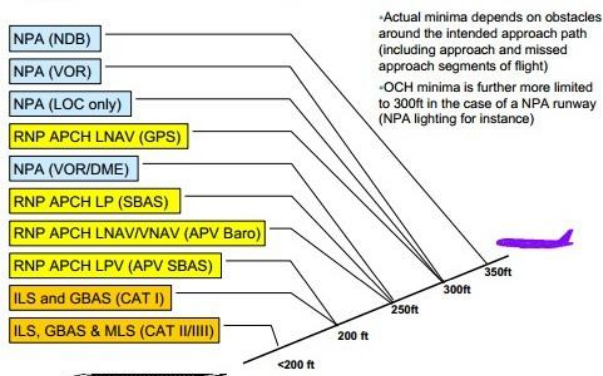 NPA (NDB)
NPA (VOR)
NPA (LOC only)
RNP APCH LNAV (GPS)
NPA (VOR/DME)
RNP APCH LP (SBAS)
RNP APCH LNAV/VNAV (APV Baro)
RNP APCH LPV (APV SBAS)
ILS and GBAS (CAT I)
ILS, GBAS & MLS (CAT II/IIII)
•Actual minima depends on obstacles
around the intended approach path
(including approach and missed
approach segments of flight)
•OCH minima is further more limited
to 300ft in the case of a NPA runway
(NPA lighting for instance)
350ft
300ft
250ft
200 ft
<200 ft